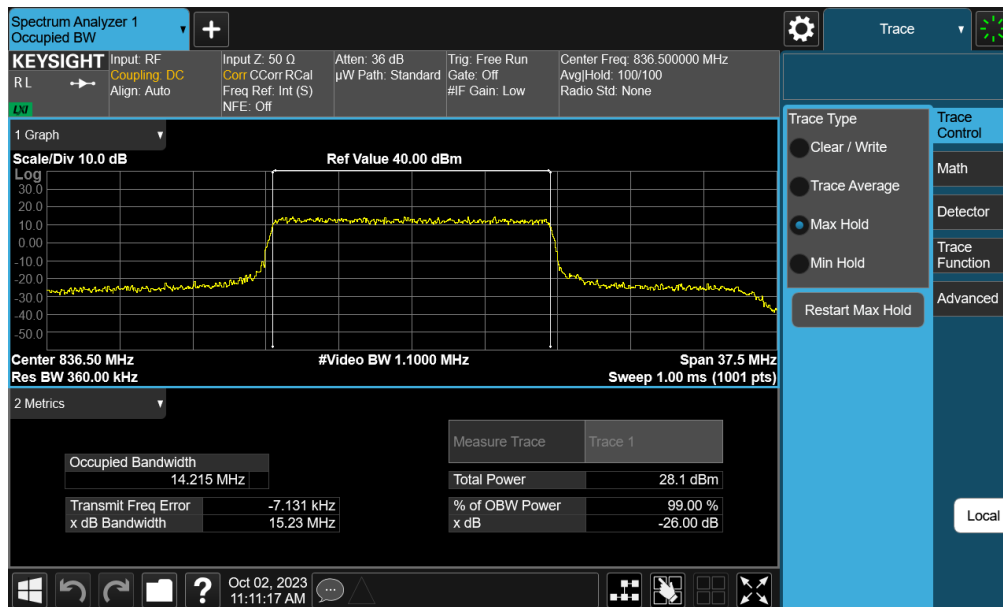 Spectrum Analyzer 1
Occupied BW
Trace
KEYSIGHT
R L
LXI
Input: RF
Coupling: DC
Align: Auto
Input Z: 50 Ω
Corr CCorr RCal
Freq Ref: Int (S)
NFE: Off
Atten: 36 dB
µW Path: Standard
Trig: Free Run
Gate: Off
#IF Gain: Low
Center Freq: 836.500000 MHz
Avg|Hold: 100/100
Radio Std: None
1 Graph
Scale/Div 10.0 dB
Ref Value 40.00 dBm
Log
30.0
20.0
10.0
0.00
-10.0
-20.0
-30.0
-40.0
-50.0
Center 836.50 MHz
#Video BW 1.1000 MHz
Span 37.5 MHz
Res BW 360.00 kHz
Sweep 1.00 ms (1001 pts)
2 Metrics
Measure Trace Trace 1
Occupied Bandwidth
14.215 MHz
Total Power 28.1 dBm
Transmit Freq Error -7.131 kHz
% of OBW Power 99.00 %
x dB Bandwidth 15.23 MHz
x dB -26.00 dB
Trace Type
Clear / Write
Trace Average
Max Hold
Min Hold
Restart Max Hold
Trace
Control
Math
Detector
Trace
Function
Advanced
Local
?
Oct 02, 2023
11:11:17 AM